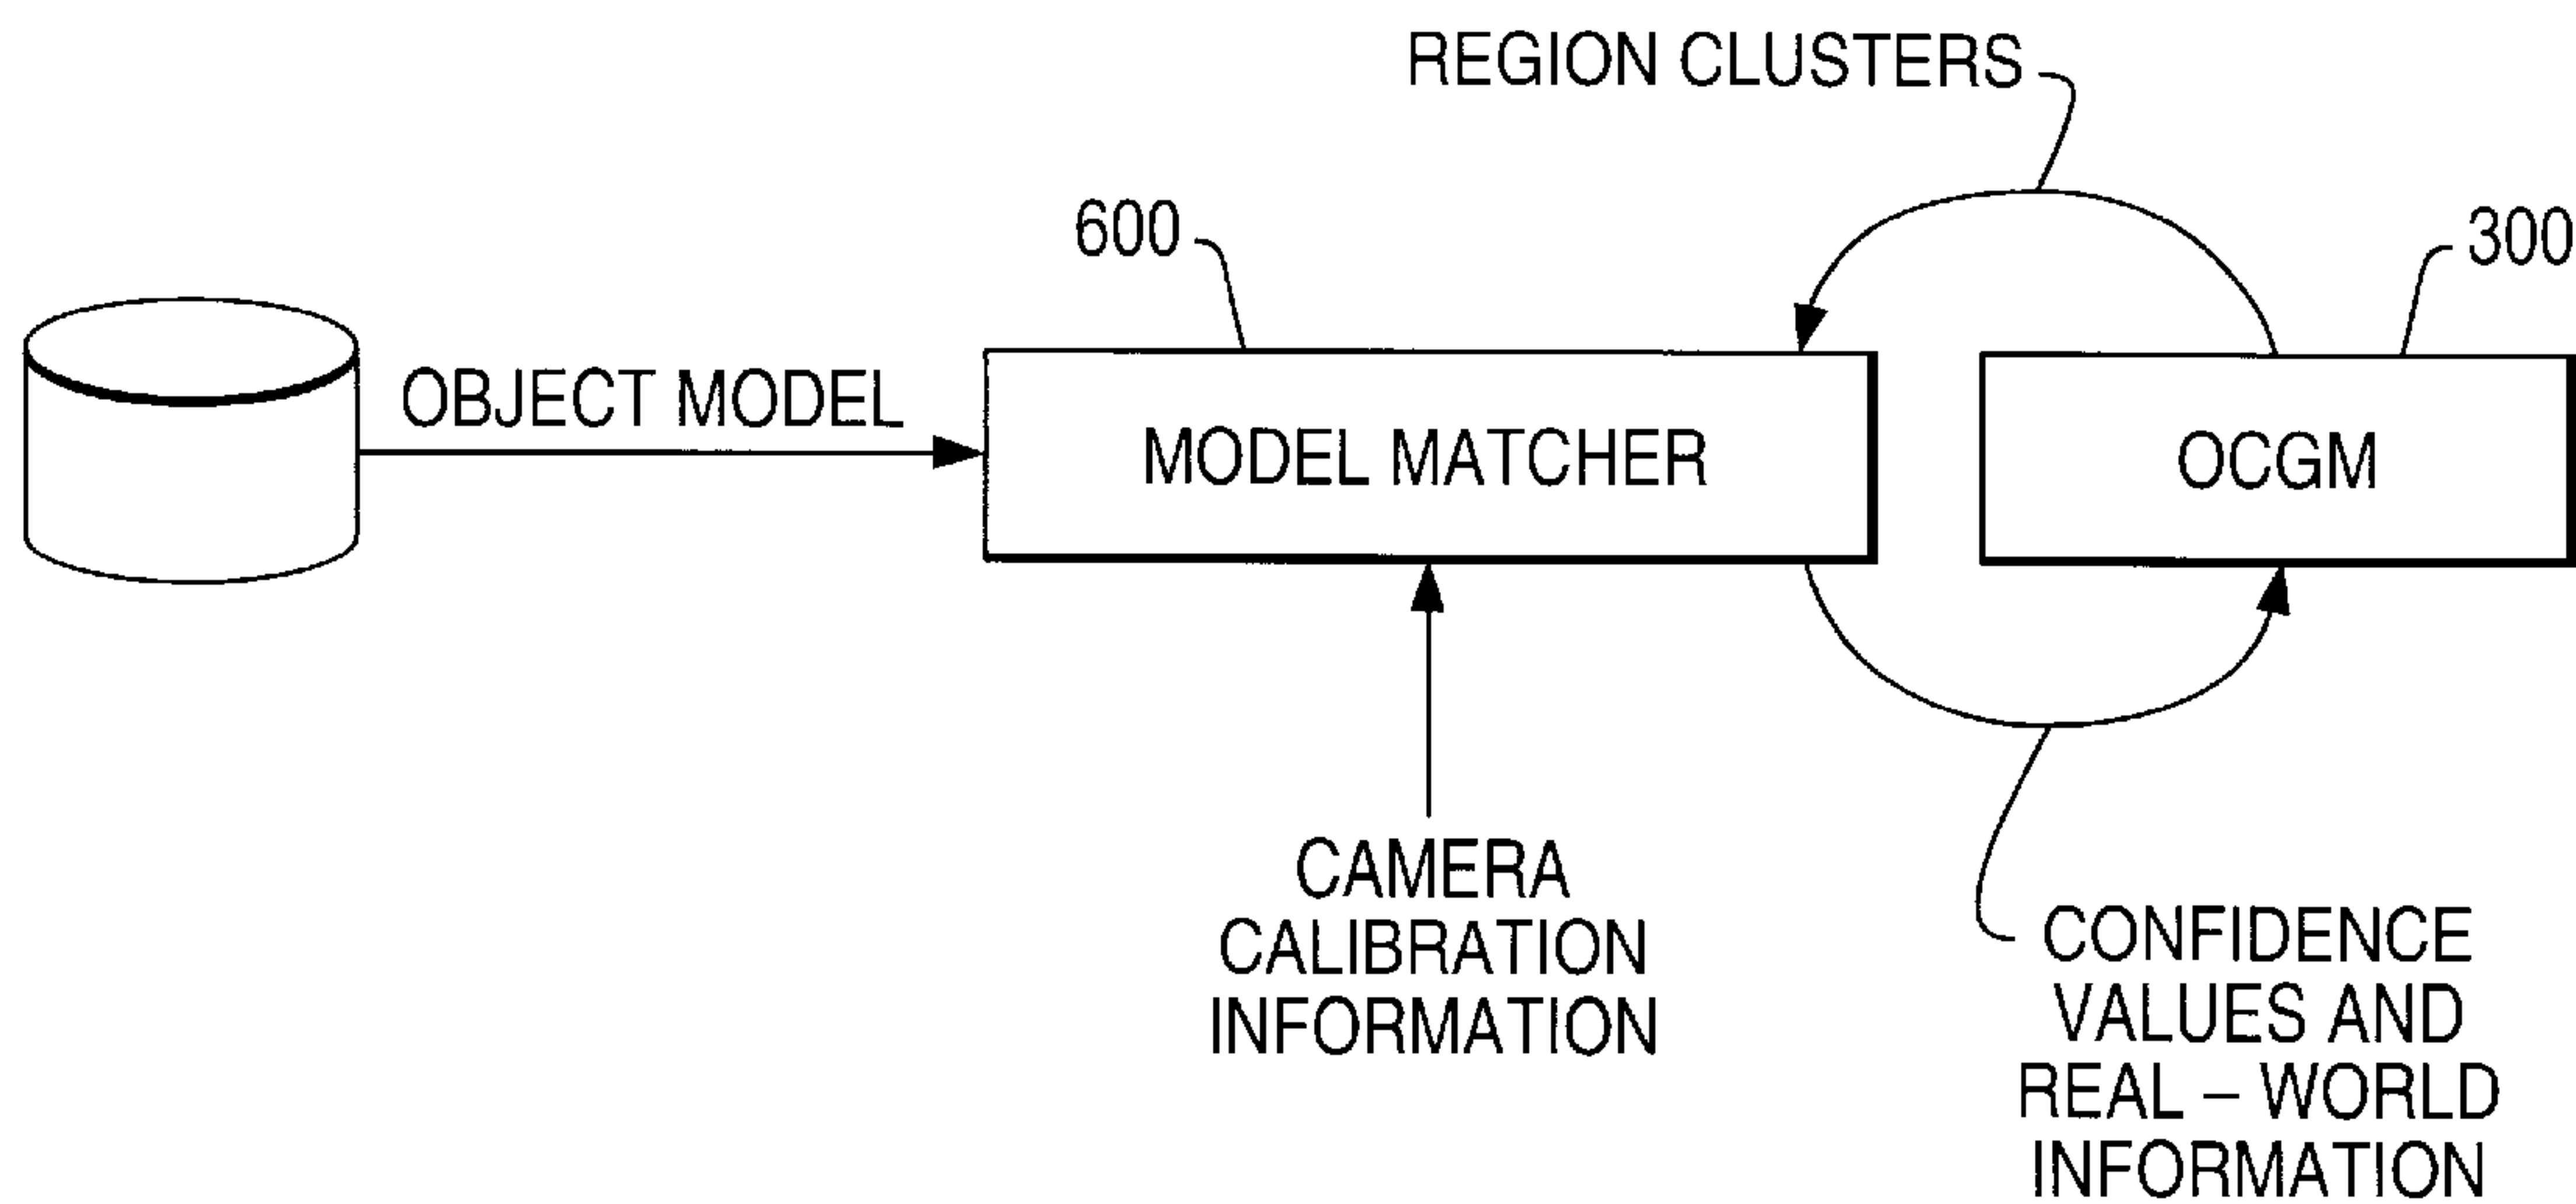 REGION CLUSTERS
600
300
OBJECT MODEL
MODEL MATCHER
OCGM
CAMERA
CALIBRATION
INFORMATION
CONFIDENCE
VALUES AND
REAL – WORLD
INFORMATION